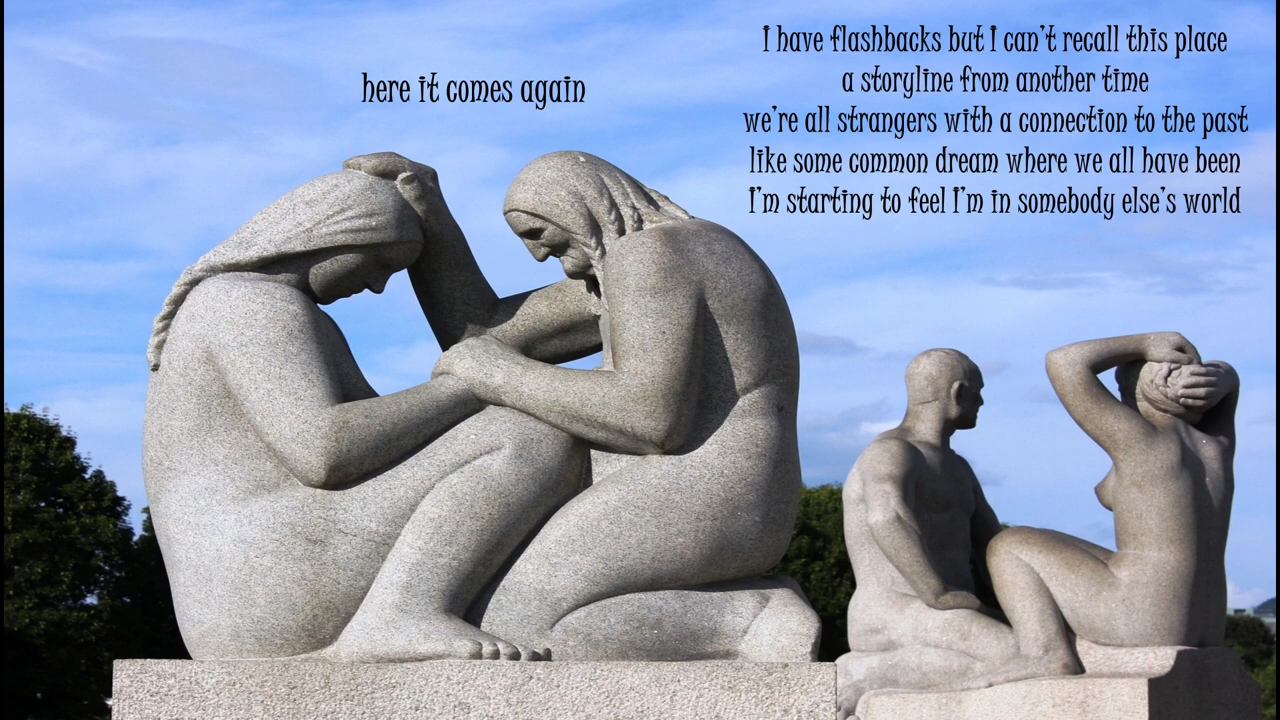 here it comes again
I have flashbacks but I can't recall this place
a storyline from another time
we're all strangers with a connection to the past
like some common dream where we all have been
I'm starting to feel I'm in somebody else's world